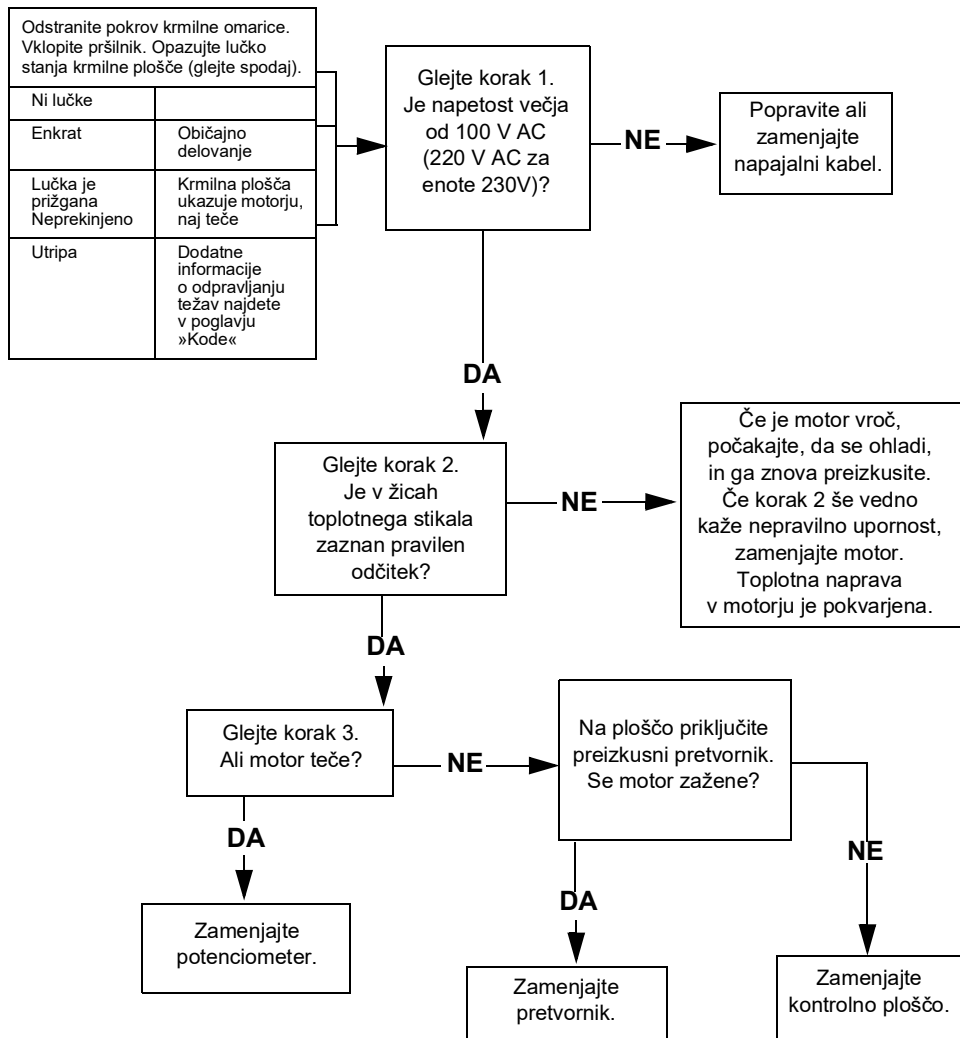 Odstranite pokrov krmilne omarice.
Vklopite pršilnik. Opazujte lučko
stanja krmilne plošče (glejte spodaj).
Ni lučke
Enkrat
Običajno
delovanje
Lučka je
prižgana
Neprekinjeno
Krmilna plošča
ukazuje motorju,
naj teče
Utripa
Dodatne
informacije
o odpravljanju
težav najdete
v poglavju
»Kode«
Glejte korak 1.
Je napetost večja
od 100 V AC
(220 V AC za
enote 230V)?
NE
Popravite ali
zamenjajte
napajalni kabel.
DA
Glejte korak 2.
Je v žicah
toplotnega stikala
zaznan pravilen
odčitek?
NE
Če je motor vroč,
počakajte, da se ohladi,
in ga znova preizkusite.
Če korak 2 še vedno
kaže nepravilno upornost,
zamenjajte motor.
Toplotna naprava
v motorju je pokvarjena.
DA
Glejte korak 3.
Ali motor teče?
NE
Na ploščo priključite
preizkusni pretvornik.
Se motor zažene?
DA
NE
DA
Zamenjajte
potenciometer.
Zamenjajte
pretvornik.
Zamenjajte
kontrolno ploščo.